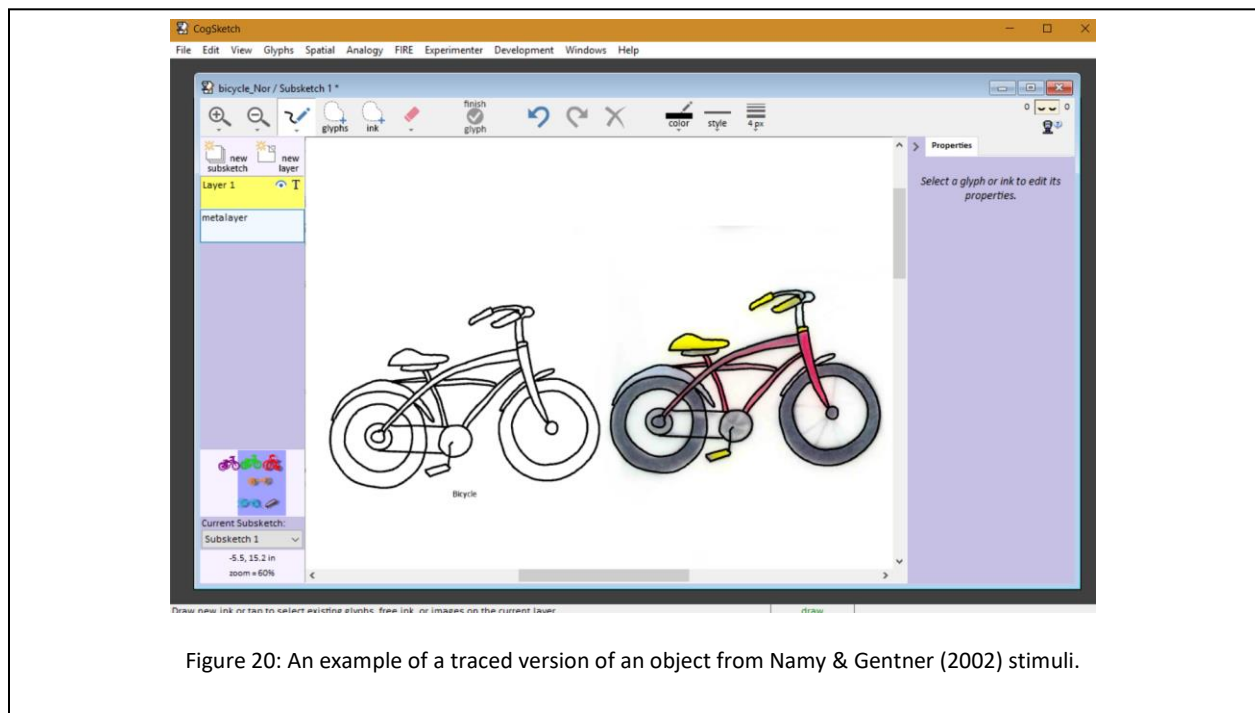 CogSketch
File Edit View Glyphs Spatial Analogy FIRE Experimenter Development Windows Help
bicycle_Nor / Subsketch 1 *
glyphs ink finish glyph color style 4 px
0 0
new subsketch new layer
Layer 1 T
metalayer
Properties
Select a glyph or ink to edit its
properties.
Bicycle
Current Subsketch:
Subsketch 1
-5.5, 15.2 in
zoom = 60%
Draw new ink or tap to select existing glyphs, free ink, or images on the current layer
draw
Figure 20: An example of a traced version of an object from Namy & Gentner (2002) stimuli.